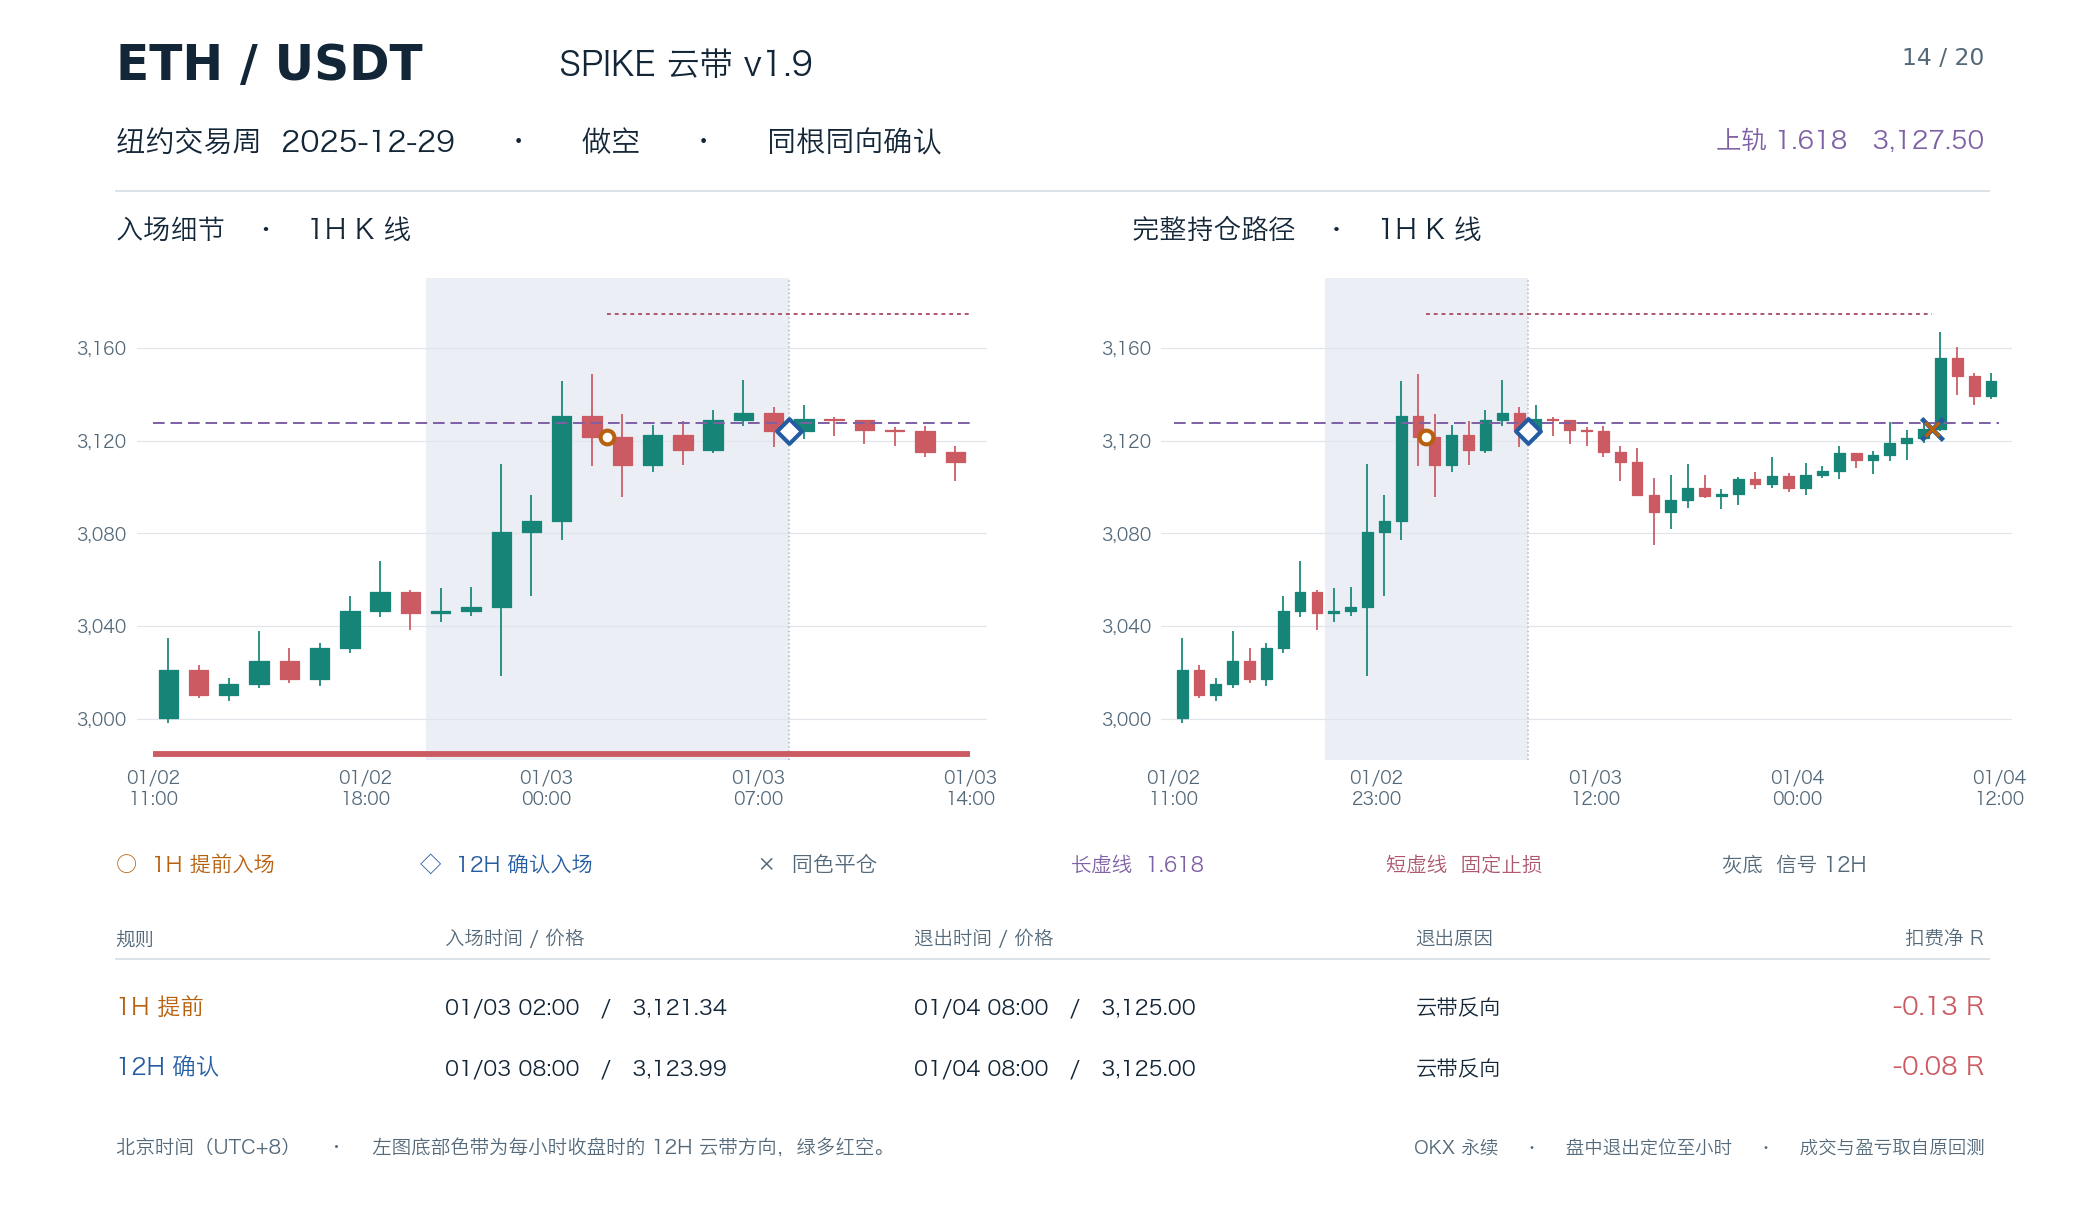 ETH / USDT SPIKE 云带 v1.9 14 / 20
纽约交易周 2025-12-29 · 做空 · 同根同向确认 上轨 1.618 3,127.50
入场细节 · 1H K 线
3,160
3,120
3,080
3,040
3,000
01/02 01/02 01/03 01/03 01/03
11:00 18:00 00:00 07:00 14:00
完整持仓路径 · 1H K 线
3,160
3,120
3,080
3,040
3,000
01/02 01/02 01/03 01/04 01/04
11:00 23:00 12:00 00:00 12:00
○ 1H 提前入场 ◇ 12H 确认入场 × 同色平仓 长虚线 1.618 短虚线 固定止损 灰底 信号 12H
规则 入场时间 / 价格 退出时间 / 价格 退出原因 扣费净 R
1H 提前 01/03 02:00 / 3,121.34 01/04 08:00 / 3,125.00 云带反向 -0.13 R
12H 确认 01/03 08:00 / 3,123.99 01/04 08:00 / 3,125.00 云带反向 -0.08 R
北京时间（UTC+8） · 左图底部色带为每小时收盘时的 12H 云带方向，绿多红空。 OKX 永续 · 盘中退出定位至小时 · 成交与盈亏取自原回测